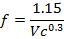 f = 1.15 / Vc^0.3